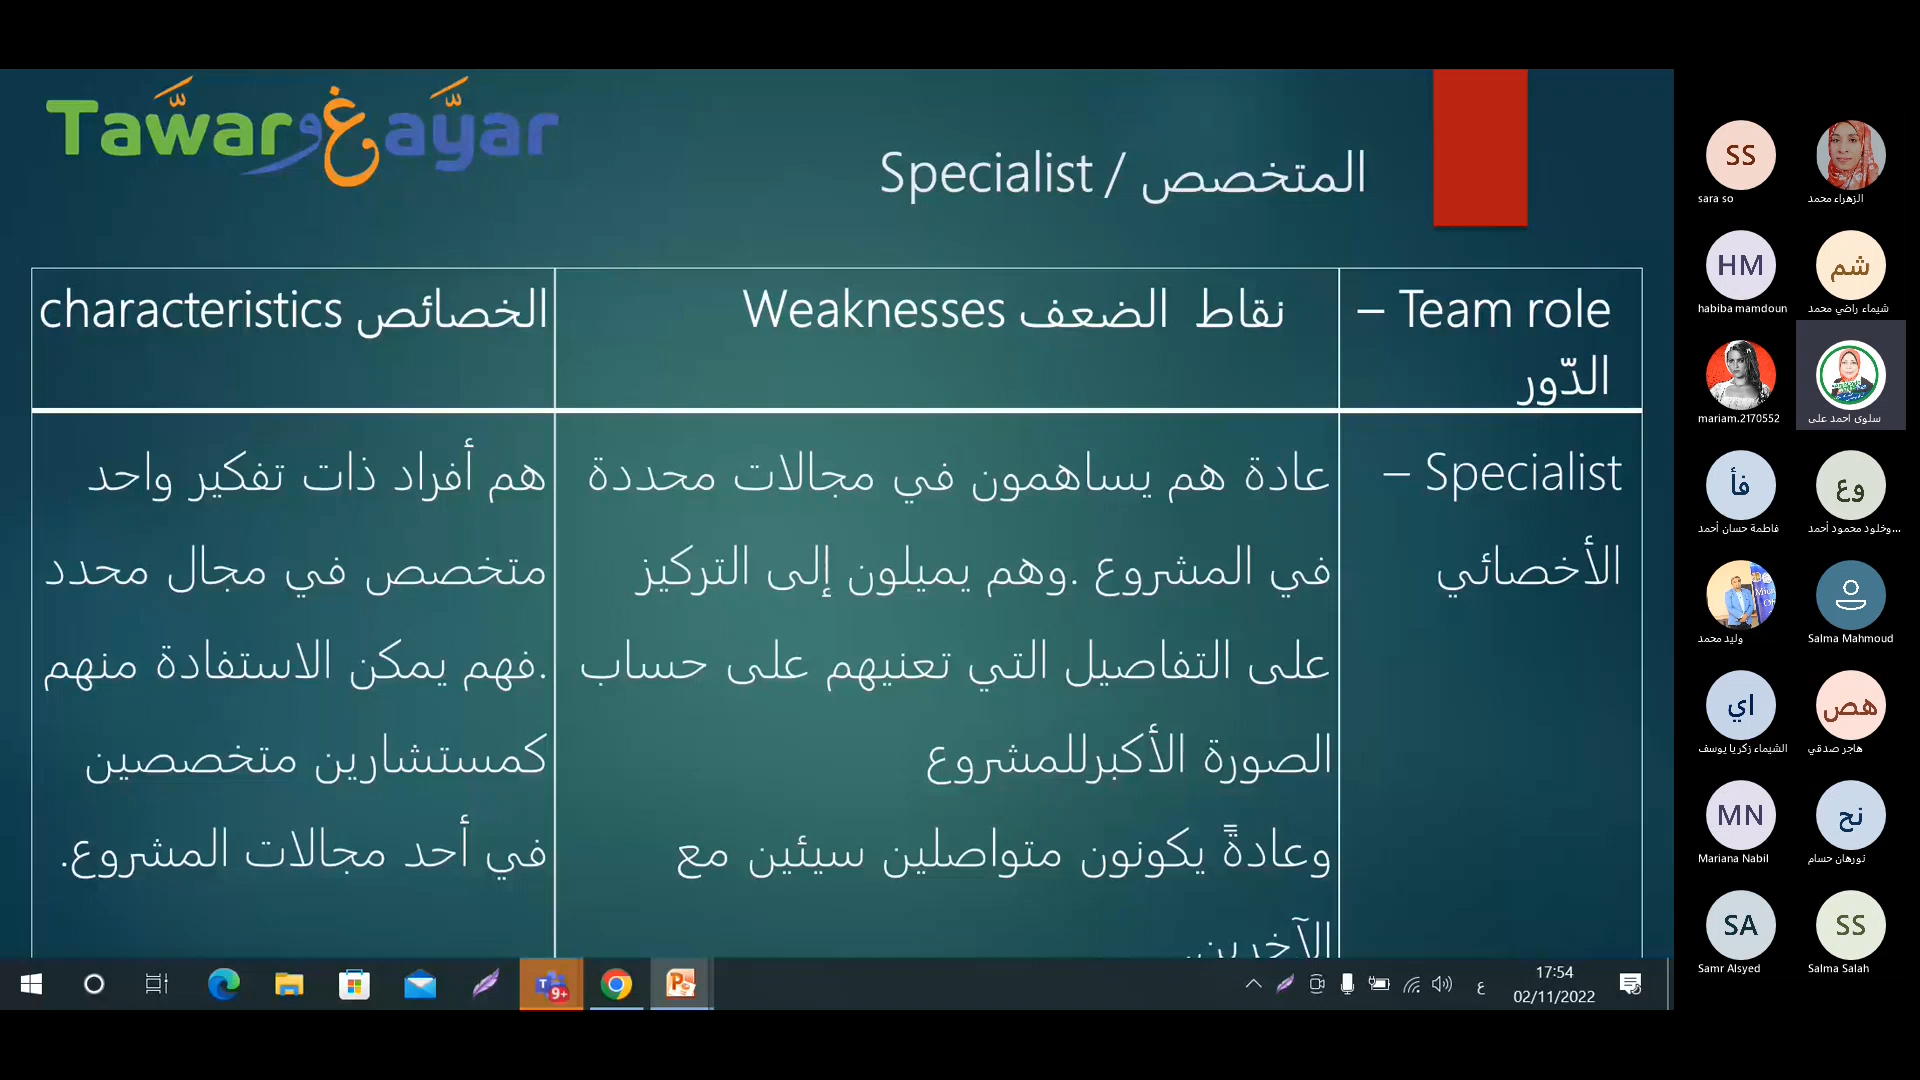 Tawar و غ ayar
المتخصص / Specialist
Team role – الدّور
نقاط الضعف Weaknesses
الخصائص characteristics
Specialist –
الأخصائي
عادة هم يساهمون في مجالات محددة
في المشروع .وهم يميلون إلى التركيز
على التفاصيل التي تعنيهم على حساب
الصورة الأكبرللمشروع
وعادةً يكونون متواصلين سيئين مع
الآخرين.
هم أفراد ذات تفكير واحد
متخصص في مجال محدد
.فهم يمكن الاستفادة منهم
كمستشارين متخصصين
في أحد مجالات المشروع.
SS
sara so
الزهراء محمد
HM
habiba mamdoun
شم
شيماء راضي محمد
mariam.2170552
سلوى احمد على
فأ
فاطمة حسان أحمد
وع
وخلود محمود أحمد...
وليد محمد
Salma Mahmoud
اي
الشيماء زكريا يوسف
هص
هاجر صدقي
MN
Mariana Nabil
نح
نورهان حسام
SA
Samr Alsyed
SS
Salma Salah
9+
ع
17:54
02/11/2022